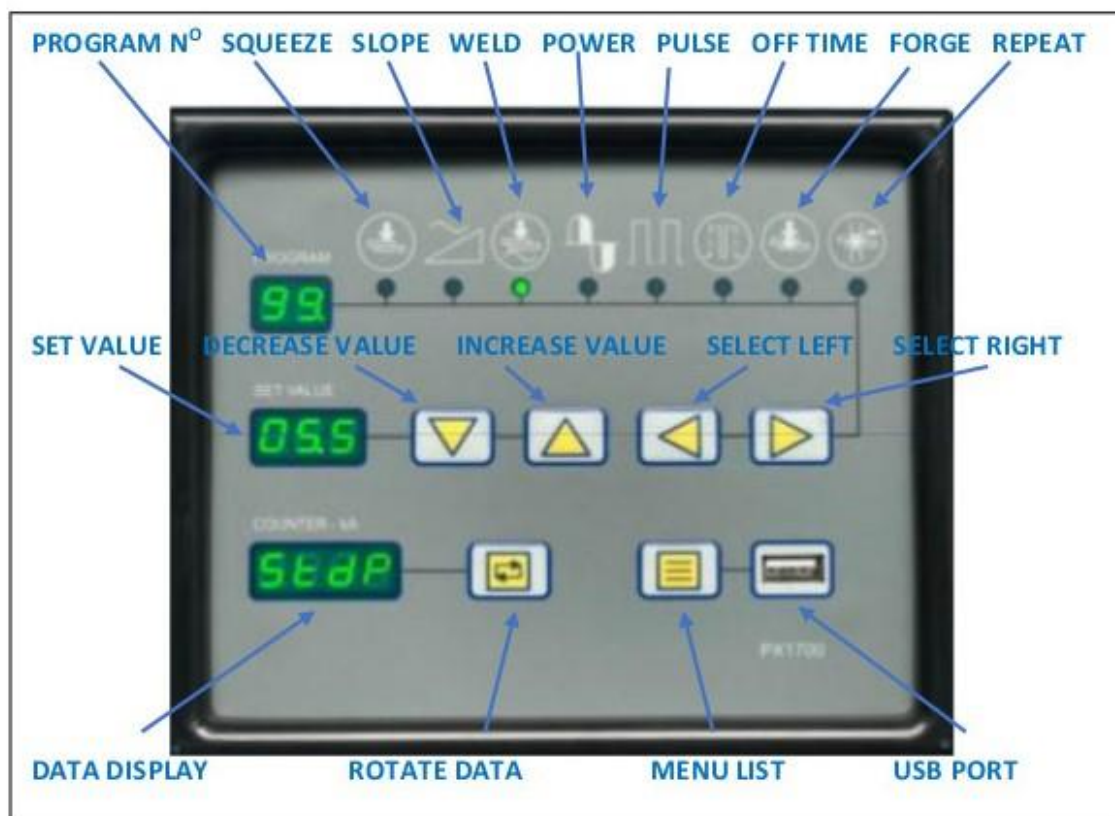 PROGRAM Nº SQUEEZE SLOPE WELD POWER PULSE OFF TIME FORGE REPEAT
PROGRAM
99.
SET VALUE DECREASE VALUE INCREASE VALUE SELECT LEFT SELECT RIGHT
SET VALUE
05.5
COUNTER - kA
StdP
PX1700
DATA DISPLAY ROTATE DATA MENU LIST USB PORT